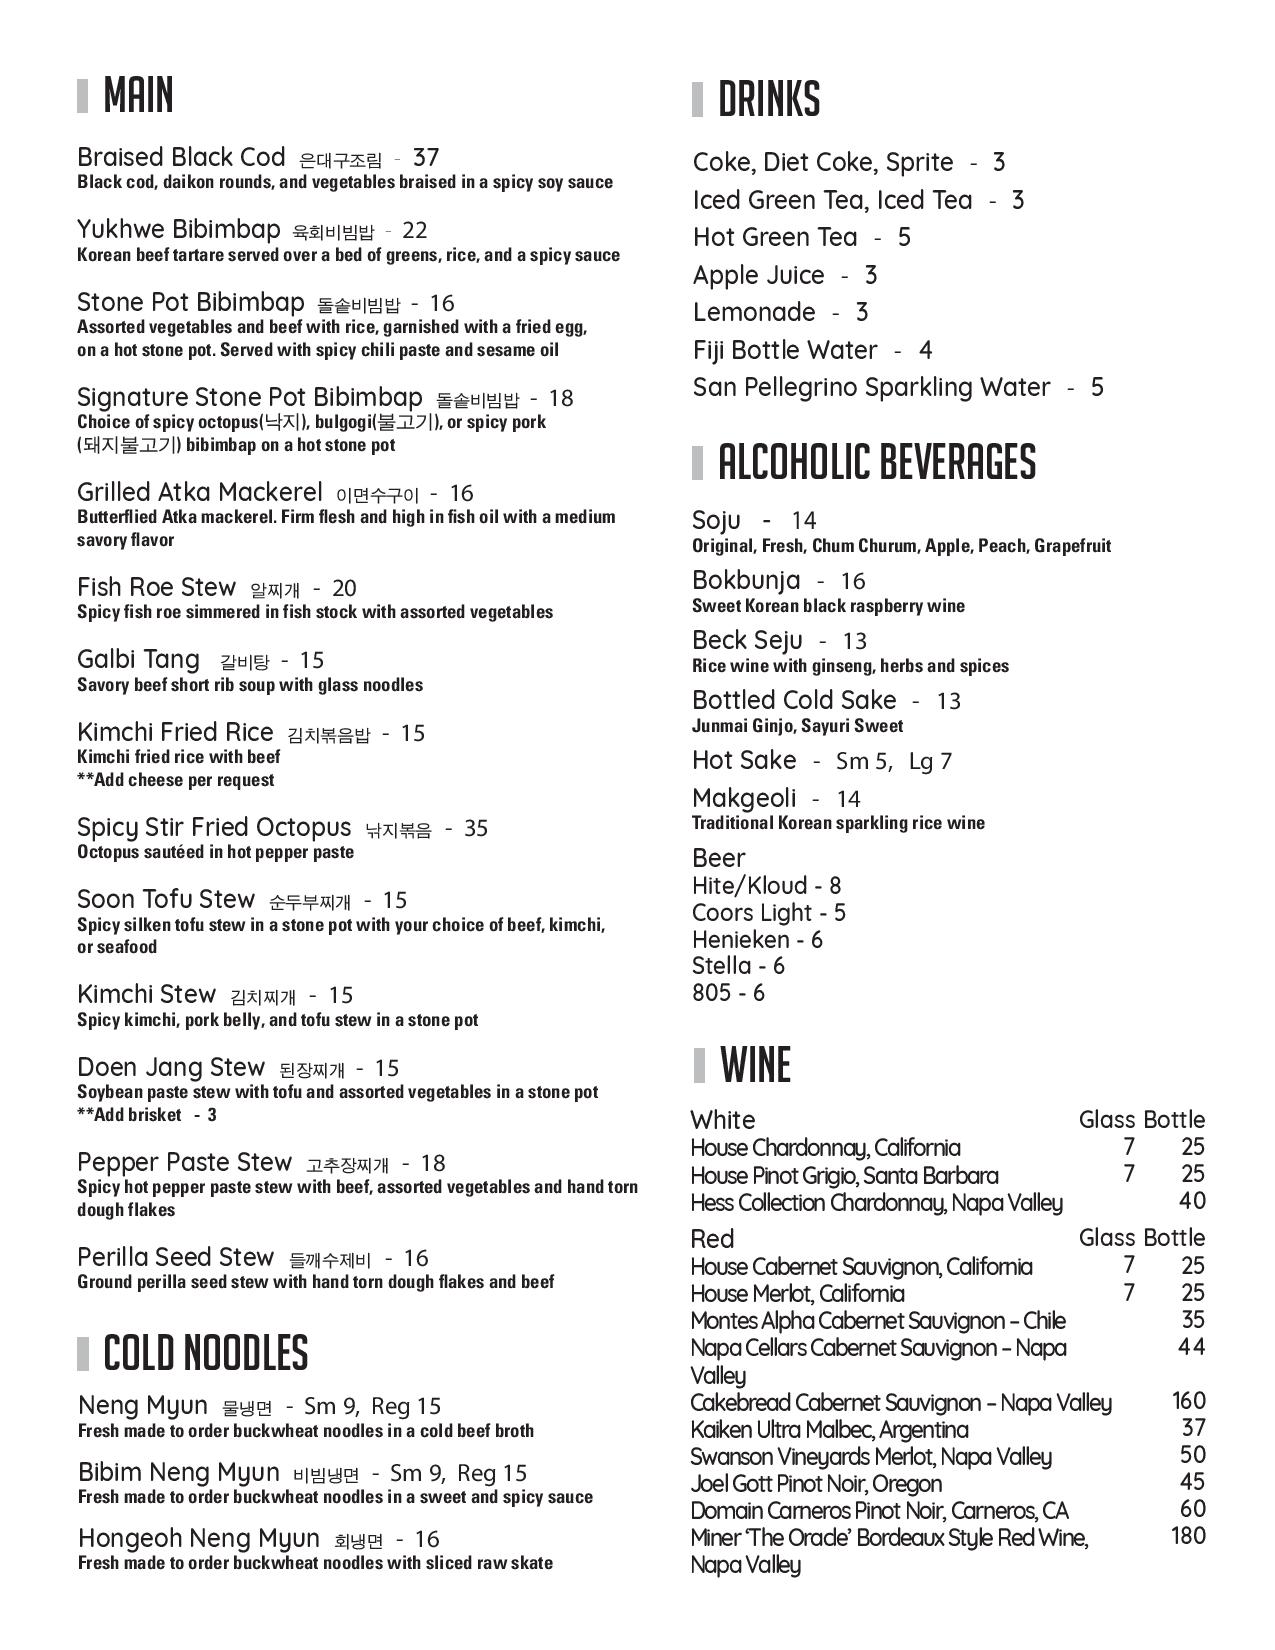 MAIN
Braised Black Cod 은대구조림 - 37
Black cod, daikon rounds, and vegetables braised in a spicy soy sauce
Yukhwe Bibimbap 육회비빔밥 - 22
Korean beef tartare served over a bed of greens, rice, and a spicy sauce
Stone Pot Bibimbap 돌솥비빔밥 - 16
Assorted vegetables and beef with rice, garnished with a fried egg,
on a hot stone pot. Served with spicy chili paste and sesame oil
Signature Stone Pot Bibimbap 돌솥비빔밥 - 18
Choice of spicy octopus(낙지), bulgogi(불고기), or spicy pork
(돼지불고기) bibimbap on a hot stone pot
Grilled Atka Mackerel 이면수구이 - 16
Butterflied Atka mackerel. Firm flesh and high in fish oil with a medium
savory flavor
Fish Roe Stew 알찌개 - 20
Spicy fish roe simmered in fish stock with assorted vegetables
Galbi Tang 갈비탕 - 15
Savory beef short rib soup with glass noodles
Kimchi Fried Rice 김치볶음밥 - 15
Kimchi fried rice with beef
**Add cheese per request
Spicy Stir Fried Octopus 낚지볶음 - 35
Octopus sautéed in hot pepper paste
Soon Tofu Stew 순두부찌개 - 15
Spicy silken tofu stew in a stone pot with your choice of beef, kimchi,
or seafood
Kimchi Stew 김치찌개 - 15
Spicy kimchi, pork belly, and tofu stew in a stone pot
Doen Jang Stew 된장찌개 - 15
Soybean paste stew with tofu and assorted vegetables in a stone pot
**Add brisket - 3
Pepper Paste Stew 고추장찌개 - 18
Spicy hot pepper paste stew with beef, assorted vegetables and hand torn
dough flakes
Perilla Seed Stew 들깨수제비 - 16
Ground perilla seed stew with hand torn dough flakes and beef
COLD NOODLES
Neng Myun 물냉면 - Sm 9, Reg 15
Fresh made to order buckwheat noodles in a cold beef broth
Bibim Neng Myun 비빔냉면 - Sm 9, Reg 15
Fresh made to order buckwheat noodles in a sweet and spicy sauce
Hongeoh Neng Myun 회냉면 - 16
Fresh made to order buckwheat noodles with sliced raw skate
DRINKS
Coke, Diet Coke, Sprite - 3
Iced Green Tea, Iced Tea - 3
Hot Green Tea - 5
Apple Juice - 3
Lemonade - 3
Fiji Bottle Water - 4
San Pellegrino Sparkling Water - 5
ALCOHOLIC BEVERAGES
Soju - 14
Original, Fresh, Chum Churum, Apple, Peach, Grapefruit
Bokbunja - 16
Sweet Korean black raspberry wine
Beck Seju - 13
Rice wine with ginseng, herbs and spices
Bottled Cold Sake - 13
Junmai Ginjo, Sayuri Sweet
Hot Sake - Sm 5, Lg 7
Makgeoli - 14
Traditional Korean sparkling rice wine
Beer
Hite/Kloud - 8
Coors Light - 5
Henieken - 6
Stella - 6
805 - 6
WINE
White Glass Bottle
House Chardonnay, California 7 25
House Pinot Grigio, Santa Barbara 7 25
Hess Collection Chardonnay, Napa Valley 40
Red Glass Bottle
House Cabernet Sauvignon, California 7 25
House Merlot, California 7 25
Montes Alpha Cabernet Sauvignon – Chile 35
Napa Cellars Cabernet Sauvignon – Napa 44
Valley
Cakebread Cabernet Sauvignon – Napa Valley 160
Kaiken Ultra Malbec, Argentina 37
Swanson Vineyards Merlot, Napa Valley 50
Joel Gott Pinot Noir, Oregon 45
Domain Carneros Pinot Noir, Carneros, CA 60
Miner ‘The Orade’ Bordeaux Style Red Wine, 180
Napa Valley